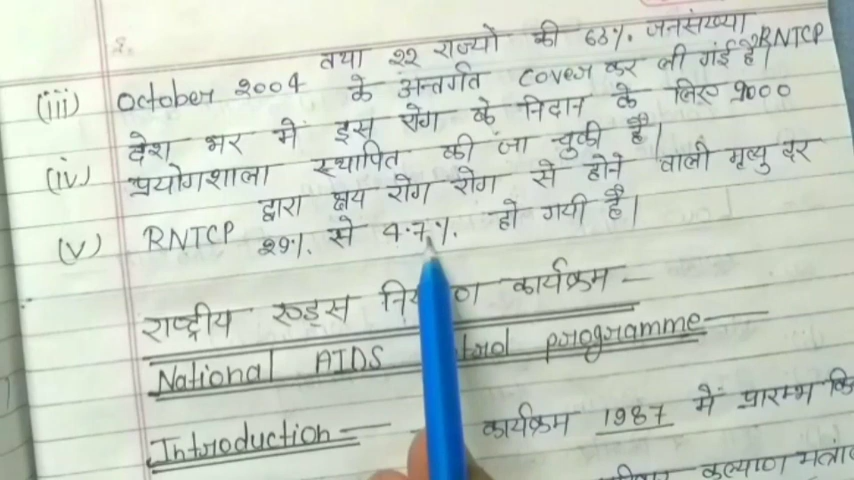 तथा 22 राज्यो की 68%. जनसंख्या RNTCP
(iii) October 2004 के अन्तर्गत cover कर ली गई है।
देश भर में इस रोग के निदान के लिए 9000
(iv) प्रयोगशाला स्थापित की जा चुकी है।
(v) RNTCP द्वारा क्षय रोग रोग से होने वाली मृत्यु दर
29%. से 4.7%. हो गयी है।
राष्ट्रीय एड्स कार्यक्रम —
National AIDS programme —
Introduction — कार्यक्रम 1987 में प्रारम्भ
कल्याण